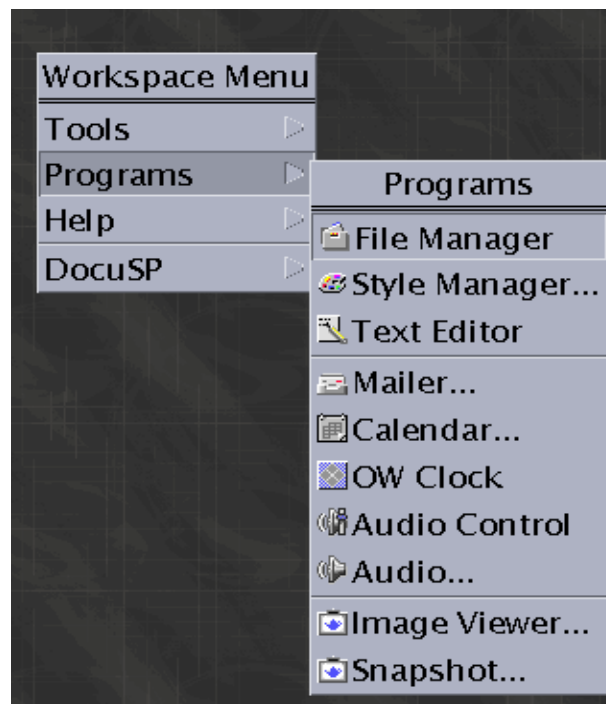 Workspace Menu
Tools
Programs
Help
DocuSP
Programs
File Manager
Style Manager...
Text Editor
Mailer...
Calendar...
OW Clock
Audio Control
Audio...
Image Viewer...
Snapshot...